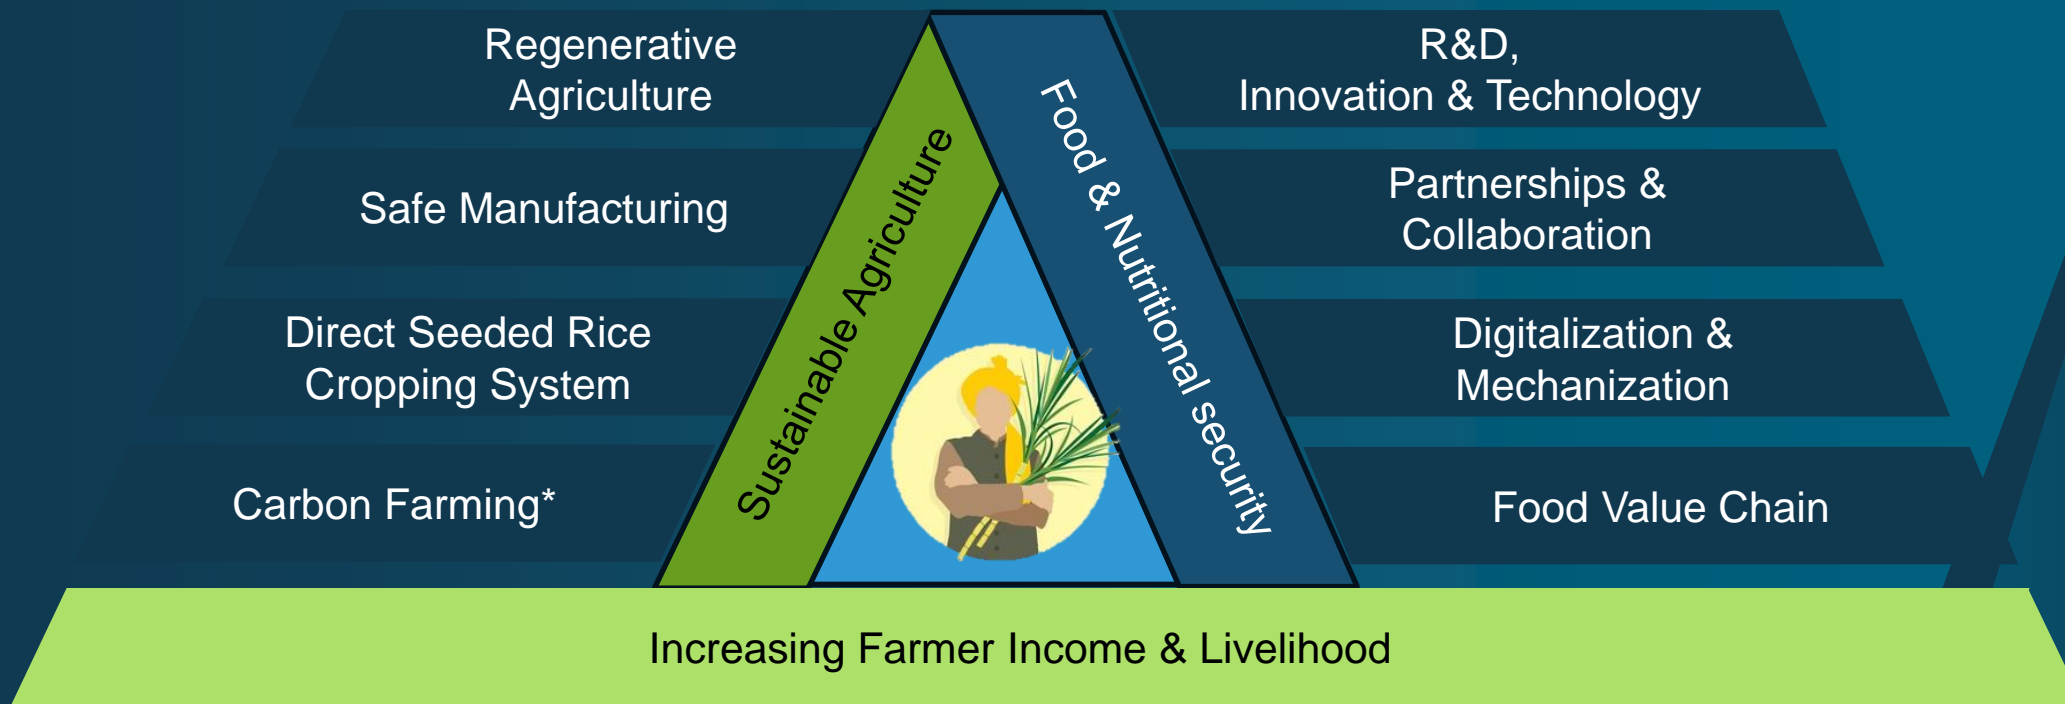 Regenerative
Agriculture
Safe Manufacturing
Direct Seeded Rice
Cropping System
Carbon Farming*
Sustainable Agriculture
Food & Nutritional security
R&D,
Innovation & Technology
Partnerships &
Collaboration
Digitalization &
Mechanization
Food Value Chain
Increasing Farmer Income & Livelihood